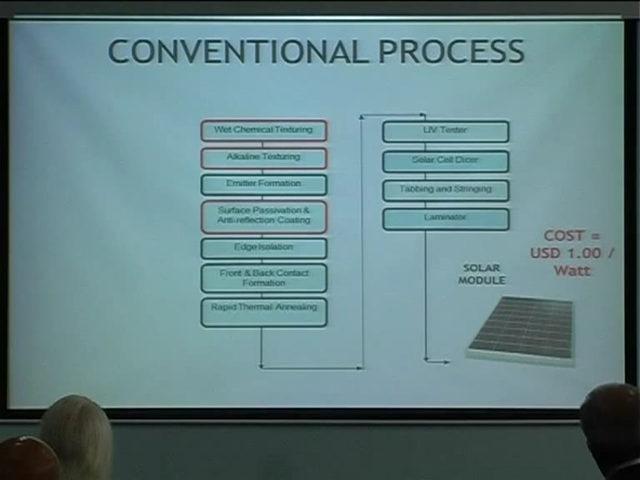 CONVENTIONAL PROCESS
Wet Chemical Texturing
Alkaline Texturing
Emitter Formation
Surface Passivation &
Anti-reflection Coating
Edge Isolation
Front & Back Contact
Formation
Rapid Thermal Annealing
LIV Tester
Solar Cell Dicer
Tabbing and Stringing
Laminator
COST =
USD 1.00 /
Watt
SOLAR
MODULE